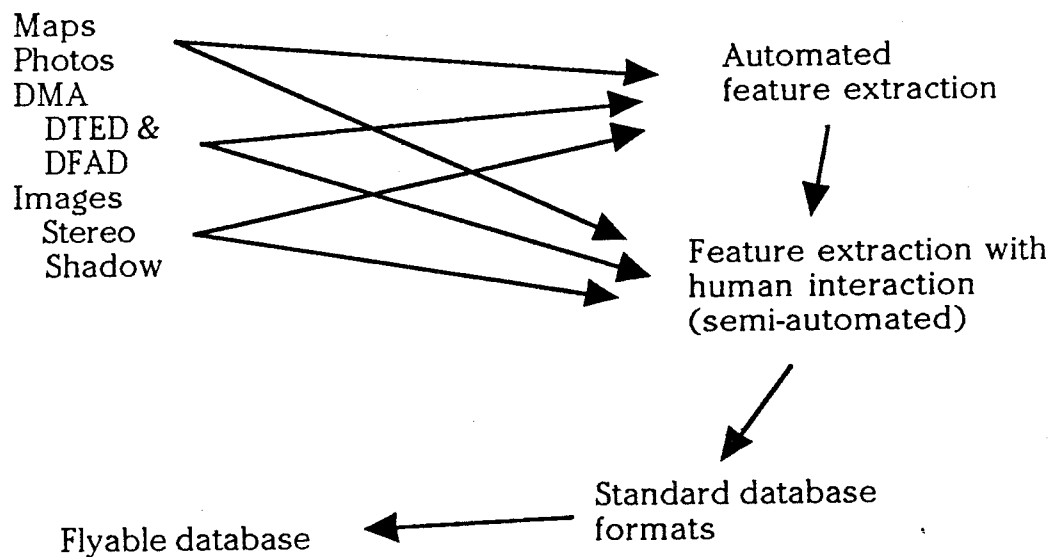 Maps
Photos
DMA
DTED &
DFAD
Images
Stereo
Shadow
Automated
feature extraction
Feature extraction with
human interaction
(semi-automated)
Standard database
formats
Flyable database